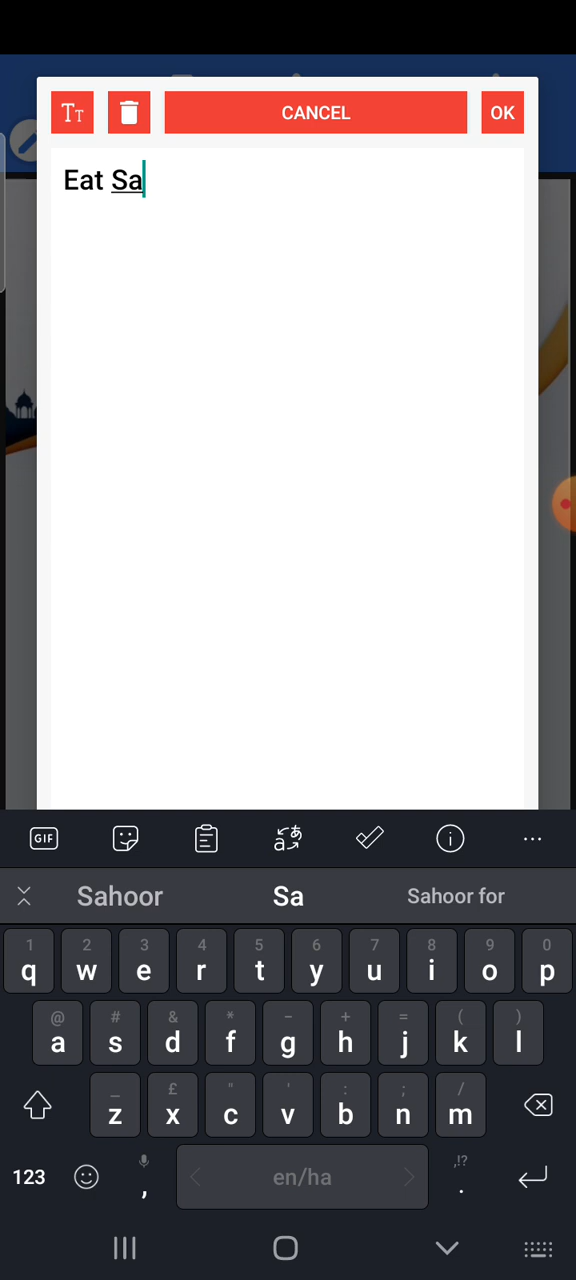 TT
CANCEL
OK
Eat Sa
GIF
Sahoor
Sa
Sahoor for
1 2 3 4 5 6 7 8 9 0
q w e r t y u i o p
@ # & * - + = ( )
a s d f g h j k l
_ £ " ' : ; /
z x c v b n m
123
,
en/ha
,!?
.